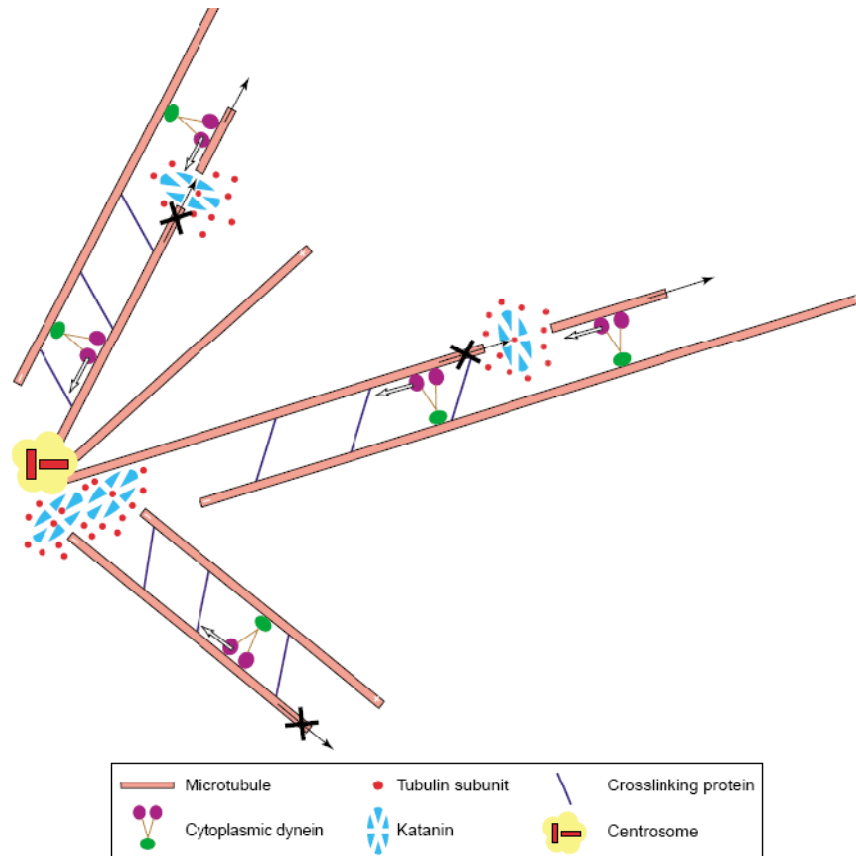 Microtubule
Tubulin subunit
Crosslinking protein
Cytoplasmic dynein
Katanin
Centrosome